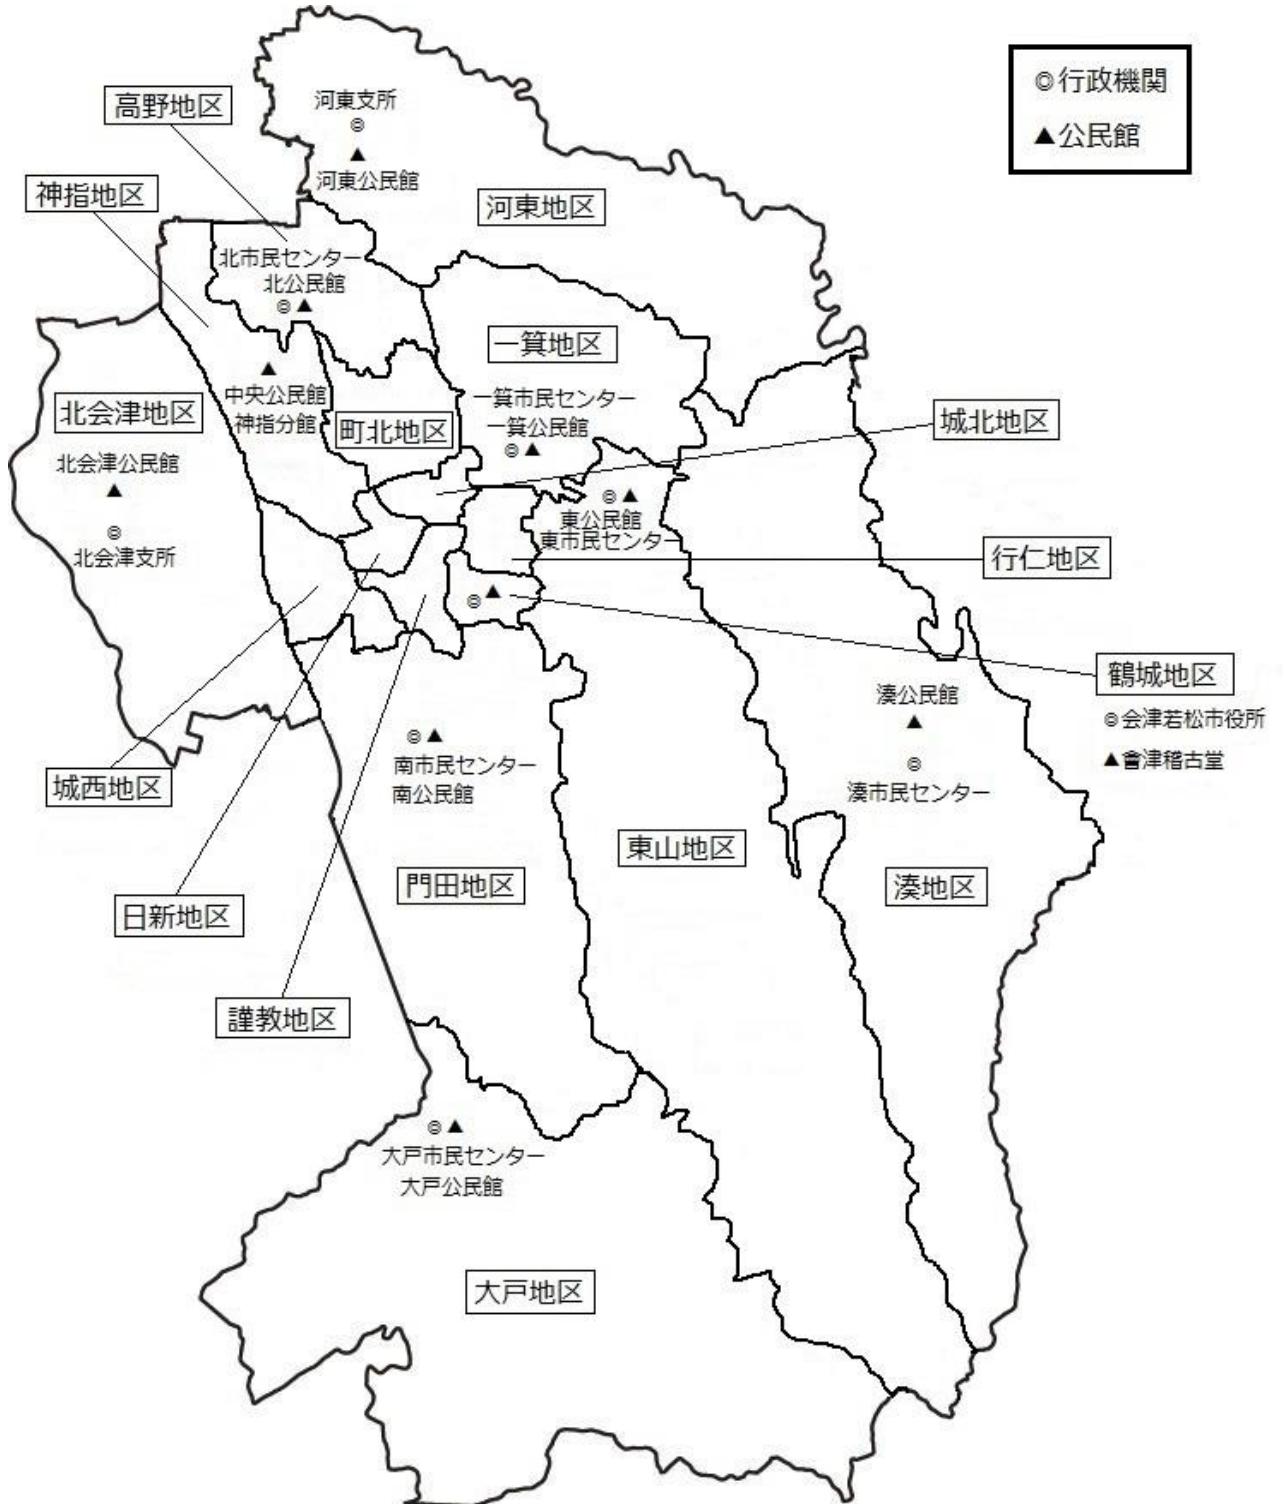 ◎行政機関
▲公民館
高野地区
河東支所
◎
▲
河東公民館
神指地区
河東地区
北市民センター
北公民館
◎▲
一箕地区
▲
中央公民館
神指分館
北会津地区
町北地区
一箕市民センター
一箕公民館
◎▲
城北地区
北会津公民館
▲
◎
北会津支所
◎▲
東公民館
東市民センター
行仁地区
◎▲
鶴城地区
◎会津若松市役所
▲會津稽古堂
湊公民館
▲
◎
湊市民センター
◎▲
南市民センター
南公民館
城西地区
東山地区
門田地区
湊地区
日新地区
謹教地区
◎▲
大戸市民センター
大戸公民館
大戸地区